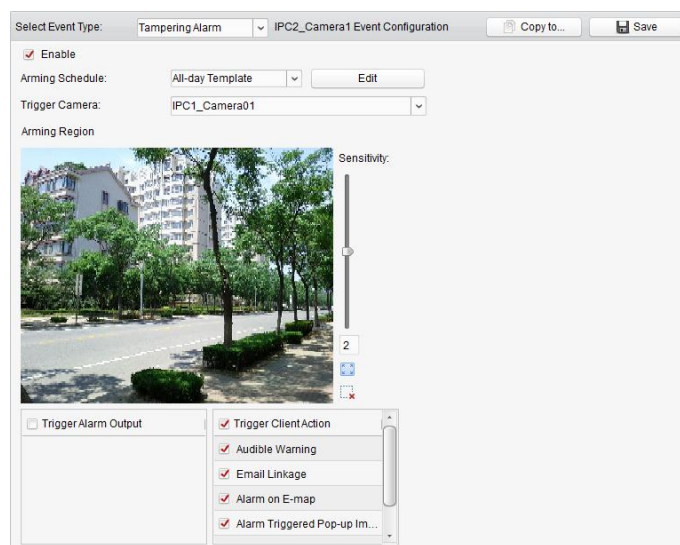 Select Event Type: Tampering Alarm IPC2_Camera1 Event Configuration Copy to... Save
Enable
Arming Schedule: All-day Template Edit
Trigger Camera: IPC1_Camera01
Arming Region
Sensitivity:
2
Trigger Alarm Output
Trigger Client Action
Audible Warning
Email Linkage
Alarm on E-map
Alarm Triggered Pop-up Im...